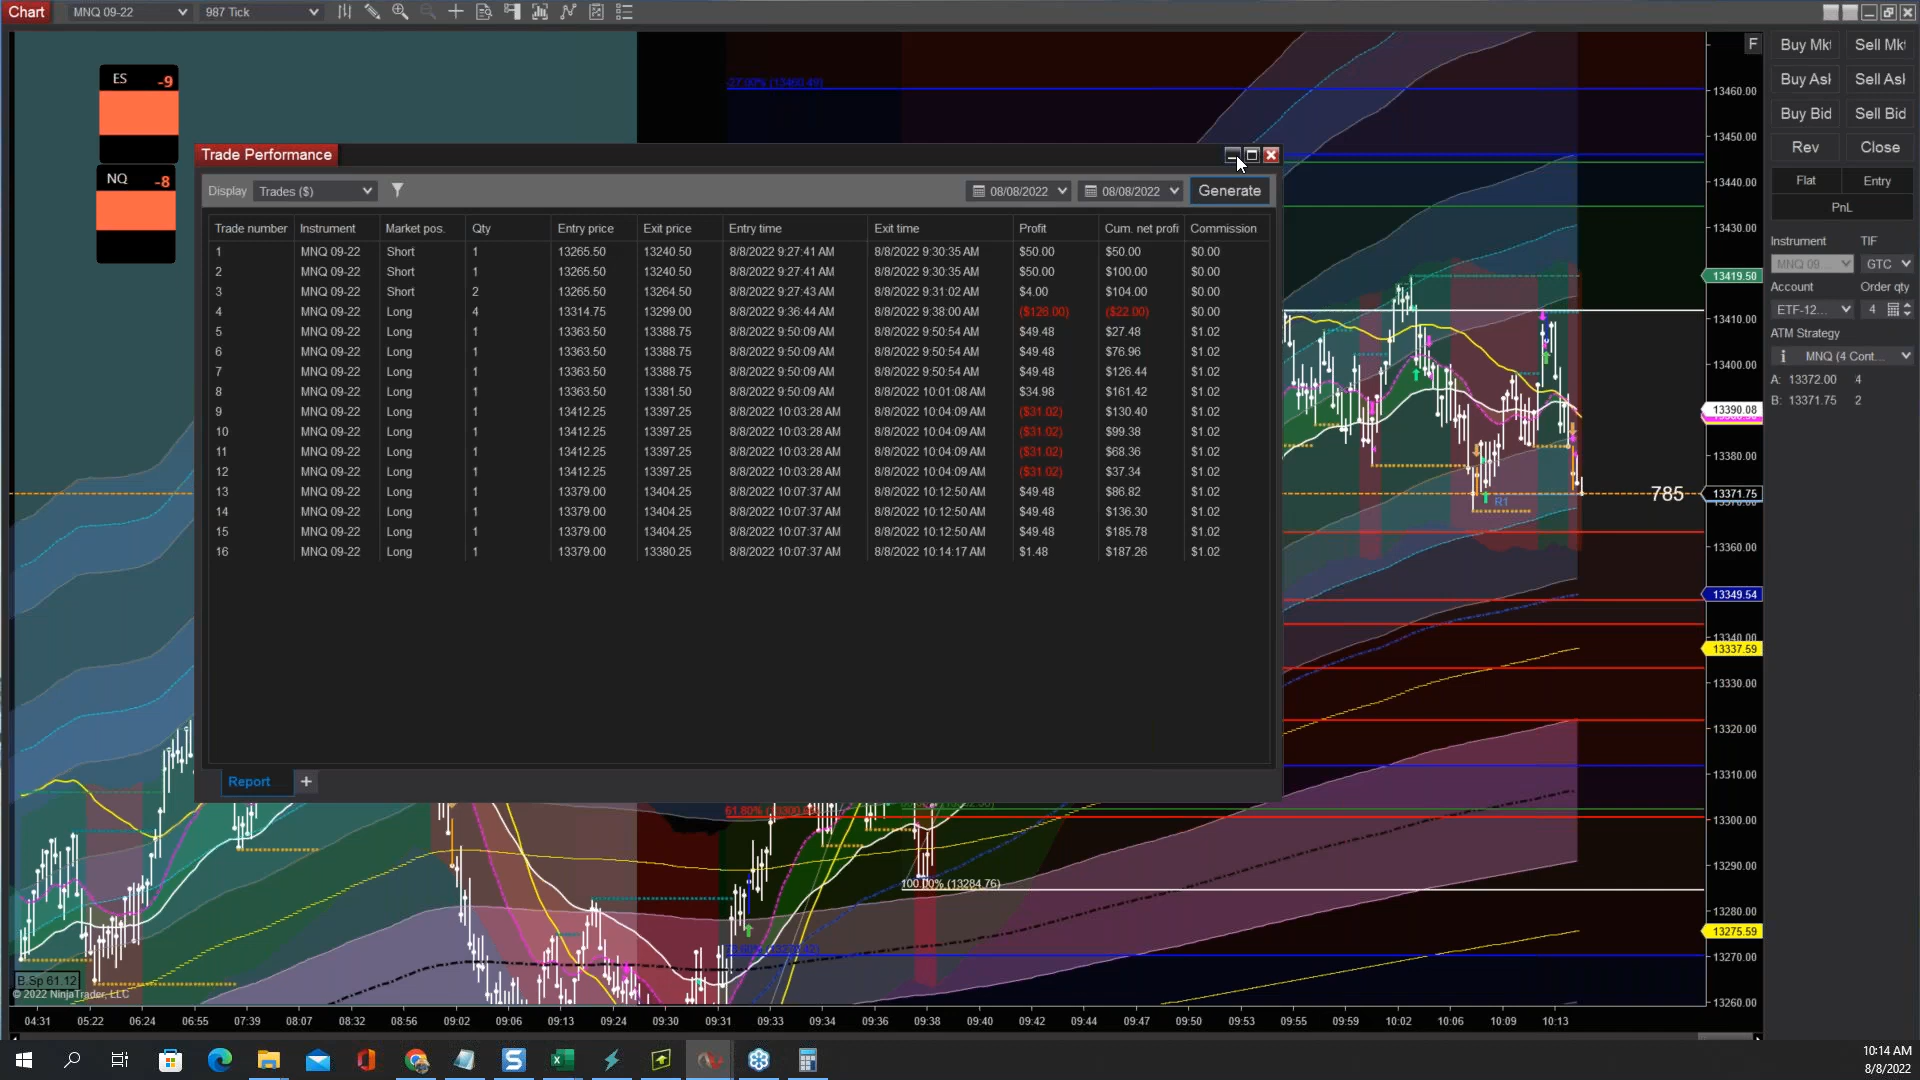 Chart MNQ 09-22 987 Tick
F
Buy Mkt Sell Mkt
Buy Ask Sell Ask
Buy Bid Sell Bid
Rev Close
Flat Entry
PnL
Instrument TIF
MNQ 09... GTC
Account Order qty
ETF-12... 4
ATM Strategy
i MNQ (4 Cont...
A: 13372.00 4
B: 13371.75 2
ES -9
NQ -8
-27.00% (13460.49)
Trade Performance
Display Trades ($) 08/08/2022 08/08/2022 Generate
Trade number Instrument Market pos. Qty Entry price Exit price Entry time Exit time Profit Cum. net profi Commission
1 MNQ 09-22 Short 1 13265.50 13240.50 8/8/2022 9:27:41 AM 8/8/2022 9:30:35 AM $50.00 $50.00 $0.00
2 MNQ 09-22 Short 1 13265.50 13240.50 8/8/2022 9:27:41 AM 8/8/2022 9:30:35 AM $50.00 $100.00 $0.00
3 MNQ 09-22 Short 2 13265.50 13264.50 8/8/2022 9:27:43 AM 8/8/2022 9:31:02 AM $4.00 $104.00 $0.00
4 MNQ 09-22 Long 4 13314.75 13299.00 8/8/2022 9:36:44 AM 8/8/2022 9:38:00 AM ($126.00) ($22.00) $0.00
5 MNQ 09-22 Long 1 13363.50 13388.75 8/8/2022 9:50:09 AM 8/8/2022 9:50:54 AM $49.48 $27.48 $1.02
6 MNQ 09-22 Long 1 13363.50 13388.75 8/8/2022 9:50:09 AM 8/8/2022 9:50:54 AM $49.48 $76.96 $1.02
7 MNQ 09-22 Long 1 13363.50 13388.75 8/8/2022 9:50:09 AM 8/8/2022 9:50:54 AM $49.48 $126.44 $1.02
8 MNQ 09-22 Long 1 13363.50 13381.50 8/8/2022 9:50:09 AM 8/8/2022 10:01:08 AM $34.98 $161.42 $1.02
9 MNQ 09-22 Long 1 13412.25 13397.25 8/8/2022 10:03:28 AM 8/8/2022 10:04:09 AM ($31.02) $130.40 $1.02
10 MNQ 09-22 Long 1 13412.25 13397.25 8/8/2022 10:03:28 AM 8/8/2022 10:04:09 AM ($31.02) $99.38 $1.02
11 MNQ 09-22 Long 1 13412.25 13397.25 8/8/2022 10:03:28 AM 8/8/2022 10:04:09 AM ($31.02) $68.36 $1.02
12 MNQ 09-22 Long 1 13412.25 13397.25 8/8/2022 10:03:28 AM 8/8/2022 10:04:09 AM ($31.02) $37.34 $1.02
13 MNQ 09-22 Long 1 13379.00 13404.25 8/8/2022 10:07:37 AM 8/8/2022 10:12:50 AM $49.48 $86.82 $1.02
14 MNQ 09-22 Long 1 13379.00 13404.25 8/8/2022 10:07:37 AM 8/8/2022 10:12:50 AM $49.48 $136.30 $1.02
15 MNQ 09-22 Long 1 13379.00 13404.25 8/8/2022 10:07:37 AM 8/8/2022 10:12:50 AM $49.48 $185.78 $1.02
16 MNQ 09-22 Long 1 13379.00 13380.25 8/8/2022 10:07:37 AM 8/8/2022 10:14:17 AM $1.48 $187.26 $1.02
Report +
13460.00
13450.00
13440.00
13430.00
13419.50
13410.00
13400.00
13390.08
13380.00
785 13371.75
R1
13360.00
13349.54
13340.00
13337.59
13330.00
13320.00
13310.00
13300.00
13290.00
13280.00
13275.59
13270.00
13260.00
100.00% (13284.76)
B.Sp 61.12
© 2022 NinjaTrader, LLC
04:31 05:22 06:24 06:55 07:39 08:07 08:32 08:56 09:02 09:06 09:13 09:24 09:30 09:31 09:33 09:34 09:36 09:38 09:40 09:42 09:44 09:47 09:50 09:53 09:55 09:59 10:02 10:06 10:09 10:13
10:14 AM
8/8/2022